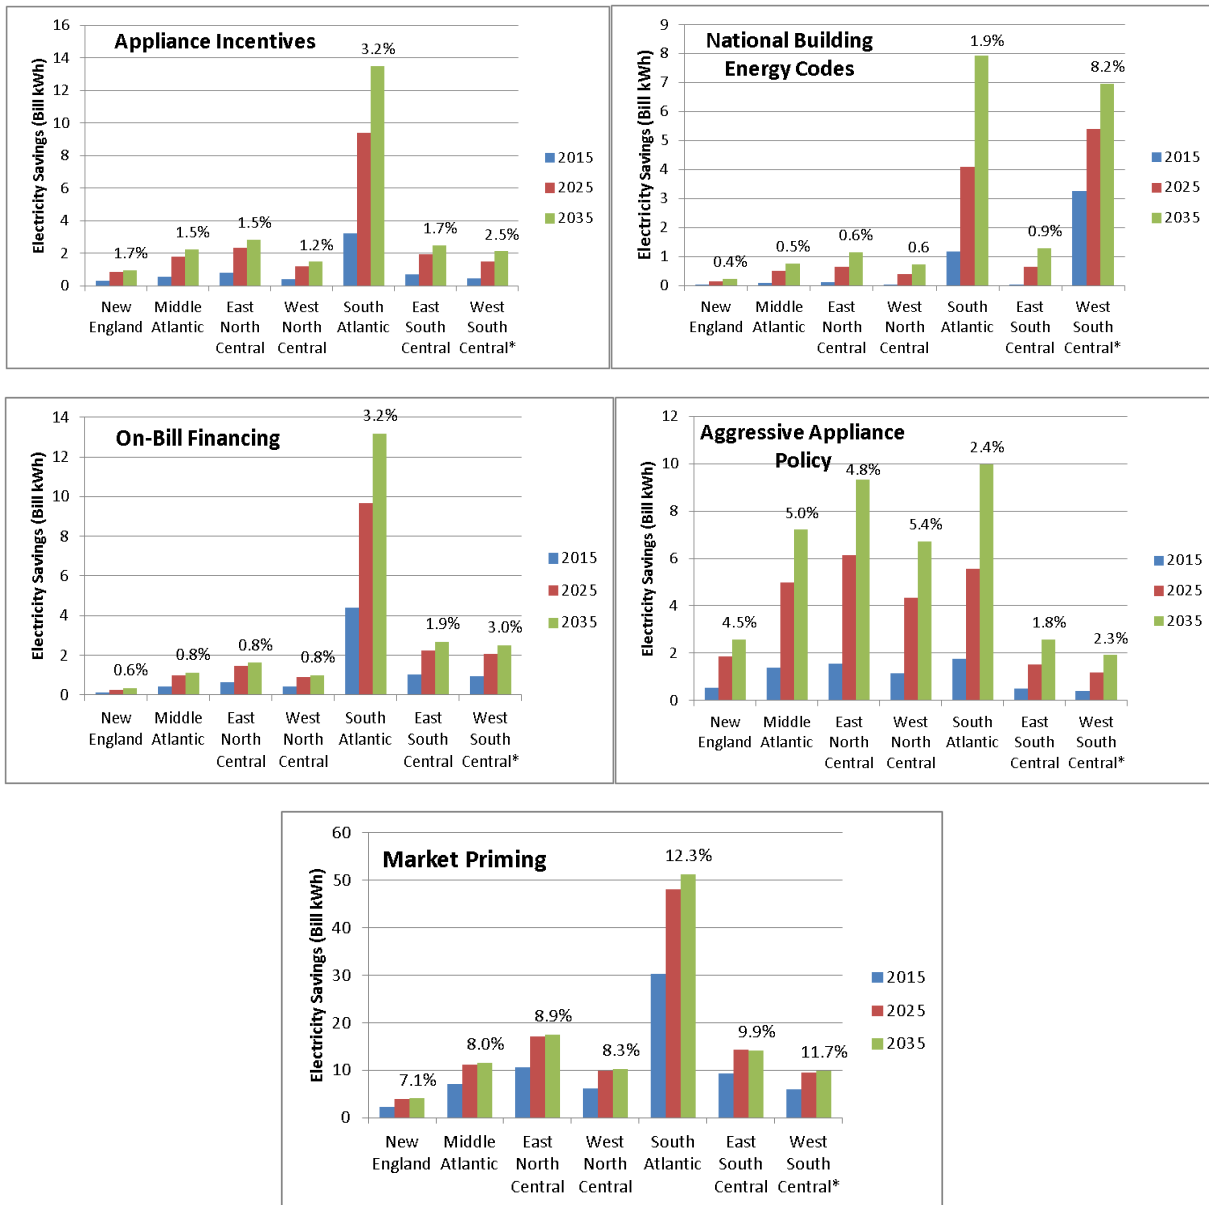 Appliance Incentives
Electricity Savings (Bill kWh)
16
14
12
10
8
6
4
2
0
1.7%
1.5%
1.5%
1.2%
3.2%
1.7%
2.5%
New England
Middle Atlantic
East North Central
West North Central
South Atlantic
East South Central
West South Central*
2015
2025
2035
National Building
Energy Codes
Electricity Savings (Bill kWh)
9
8
7
6
5
4
3
2
1
0
0.4%
0.5%
0.6%
0.6
1.9%
0.9%
8.2%
New England
Middle Atlantic
East North Central
West North Central
South Atlantic
East South Central
West South Central*
2015
2025
2035
On-Bill Financing
Electricity Savings (Bill kWh)
14
12
10
8
6
4
2
0
0.6%
0.8%
0.8%
0.8%
3.2%
1.9%
3.0%
New England
Middle Atlantic
East North Central
West North Central
South Atlantic
East South Central
West South Central*
2015
2025
2035
Aggressive Appliance
Policy
Electricity Savings (Bill kWh)
12
10
8
6
4
2
0
4.5%
5.0%
4.8%
5.4%
2.4%
1.8%
2.3%
New England
Middle Atlantic
East North Central
West North Central
South Atlantic
East South Central
West South Central*
2015
2025
2035
Market Priming
Electricity Savings (Bill kWh)
60
50
40
30
20
10
0
7.1%
8.0%
8.9%
8.3%
12.3%
9.9%
11.7%
New England
Middle Atlantic
East North Central
West North Central
South Atlantic
East South Central
West South Central*
2015
2025
2035